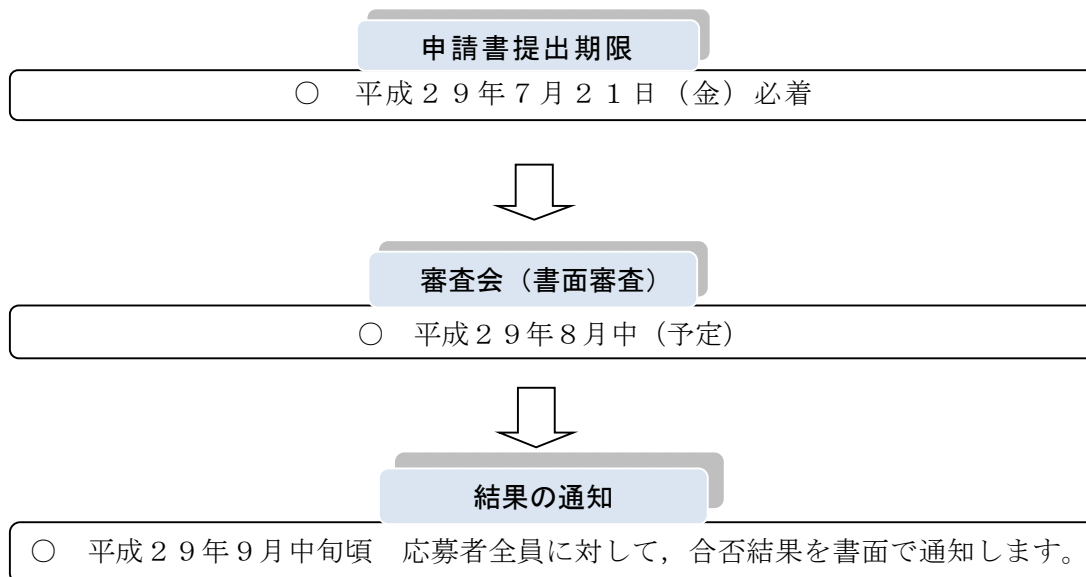 申請書提出期限
○　平成２９年７月２１日（金）必着
審査会（書面審査）
○　平成２９年８月中（予定）
結果の通知
○　平成２９年９月中旬頃　応募者全員に対して，合否結果を書面で通知します。